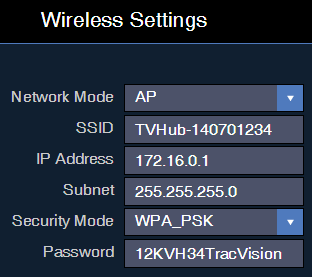 Wireless Settings
Network Mode AP
SSID TVHub-140701234
IP Address 172.16.0.1
Subnet 255.255.255.0
Security Mode WPA_PSK
Password 12KVH34TracVision